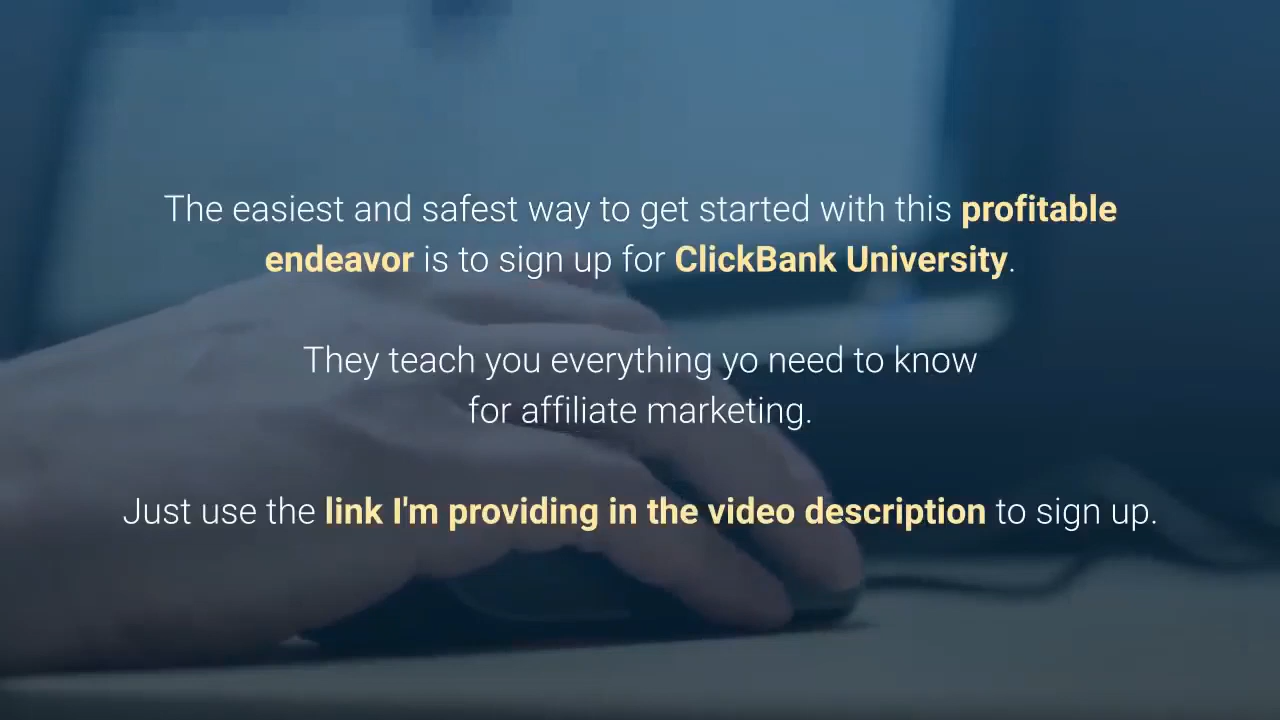 The easiest and safest way to get started with this profitable
endeavor is to sign up for ClickBank University.
They teach you everything yo need to know
for affiliate marketing.
Just use the link I'm providing in the video description to sign up.